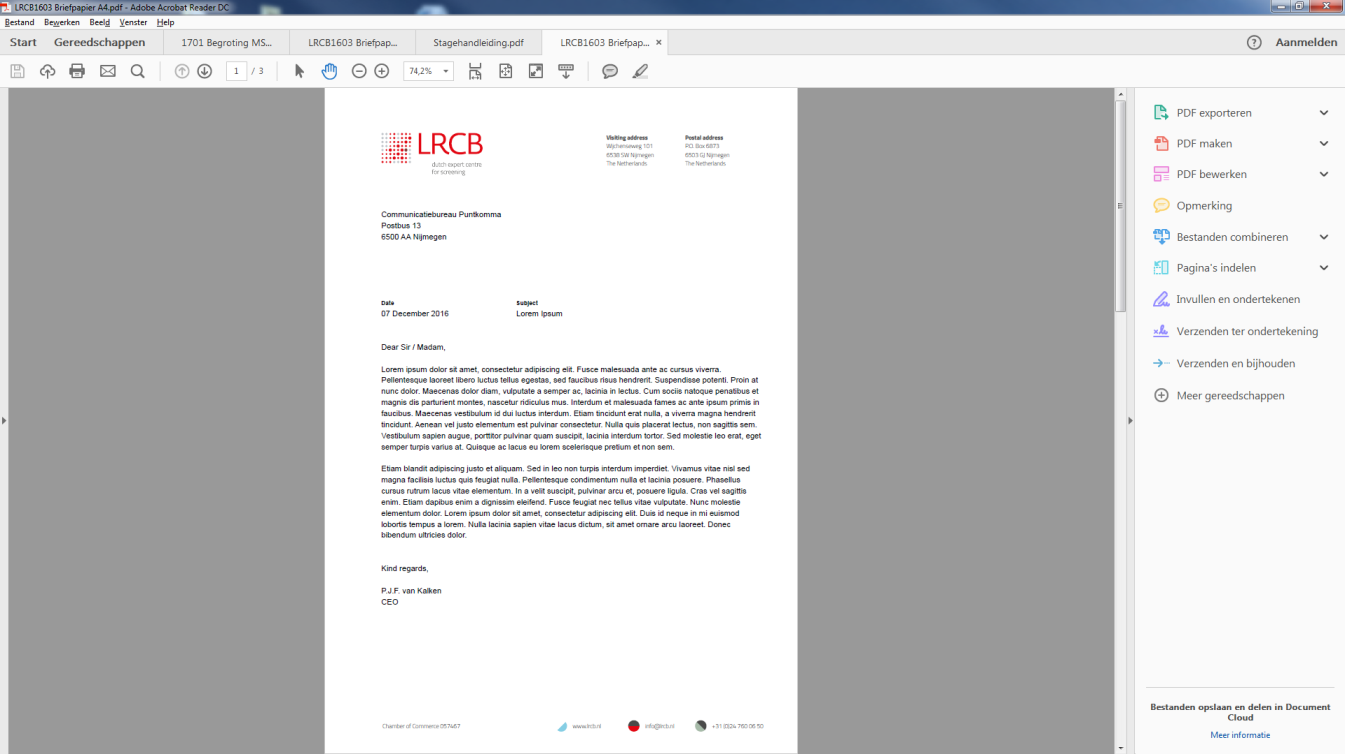 LRCB1603 Briefpapier A4.pdf - Adobe Acrobat Reader DC
Bestand Bewerken Beeld Venster Help
Start Gereedschappen 1701 Begroting MS... LRCB1603 Briefpap... Stagehandleiding.pdf LRCB1603 Briefpap... × Aanmelden
1 / 3 74,2%
LRCB
dutch expert centre
for screening
Visiting address
Wijchenseweg 101
6538 SW Nijmegen
The Netherlands
Postal address
P.O. Box 6873
6503 GJ Nijmegen
The Netherlands
Communicatiebureau Puntkomma
Postbus 13
6500 AA Nijmegen
Date Subject
07 December 2016 Lorem Ipsum
Dear Sir / Madam,
Lorem ipsum dolor sit amet, consectetur adipiscing elit. Fusce malesuada ante ac cursus viverra.
Pellentesque laoreet libero luctus tellus egestas, sed faucibus risus hendrerit. Suspendisse potenti. Proin at
nunc dolor. Maecenas dolor diam, vulputate a semper ac, lacinia in lectus. Cum sociis natoque penatibus et
magnis dis parturient montes, nascetur ridiculus mus. Interdum et malesuada fames ac ante ipsum primis in
faucibus. Maecenas vestibulum id dui luctus interdum. Etiam tincidunt erat nulla, a viverra magna hendrerit
tincidunt. Aenean vel justo elementum est pulvinar consectetur. Nulla quis placerat lectus, non sagittis sem.
Vestibulum sapien augue, porttitor pulvinar quam suscipit, lacinia interdum tortor. Sed molestie leo erat, eget
semper turpis varius at. Quisque ac lacus eu lorem scelerisque pretium et non sem.
Etiam blandit adipiscing justo et aliquam. Sed in leo non turpis interdum imperdiet. Vivamus vitae nisl sed
magna facilisis luctus quis feugiat nulla. Pellentesque condimentum nulla et lacinia posuere. Phasellus
cursus rutrum lacus vitae elementum. In a velit suscipit, pulvinar arcu et, posuere ligula. Cras vel sagittis
enim. Etiam dapibus enim a dignissim eleifend. Fusce feugiat nec tellus vitae vulputate. Nunc molestie
elementum dolor. Lorem ipsum dolor sit amet, consectetur adipiscing elit. Duis id neque in mi euismod
lobortis tempus a lorem. Nulla lacinia sapien vitae lacus dictum, sit amet ornare arcu laoreet. Donec
bibendum ultricies dolor.
Kind regards,
P.J.F. van Kalken
CEO
Chamber of Commerce 057467 www.lrcb.nl info@lrcb.nl +31 (0)24 760 06 50
PDF exporteren
PDF maken
PDF bewerken
Opmerking
Bestanden combineren
Pagina's indelen
Invullen en ondertekenen
Verzenden ter ondertekening
Verzenden en bijhouden
Meer gereedschappen
Bestanden opslaan en delen in Document
Cloud
Meer informatie